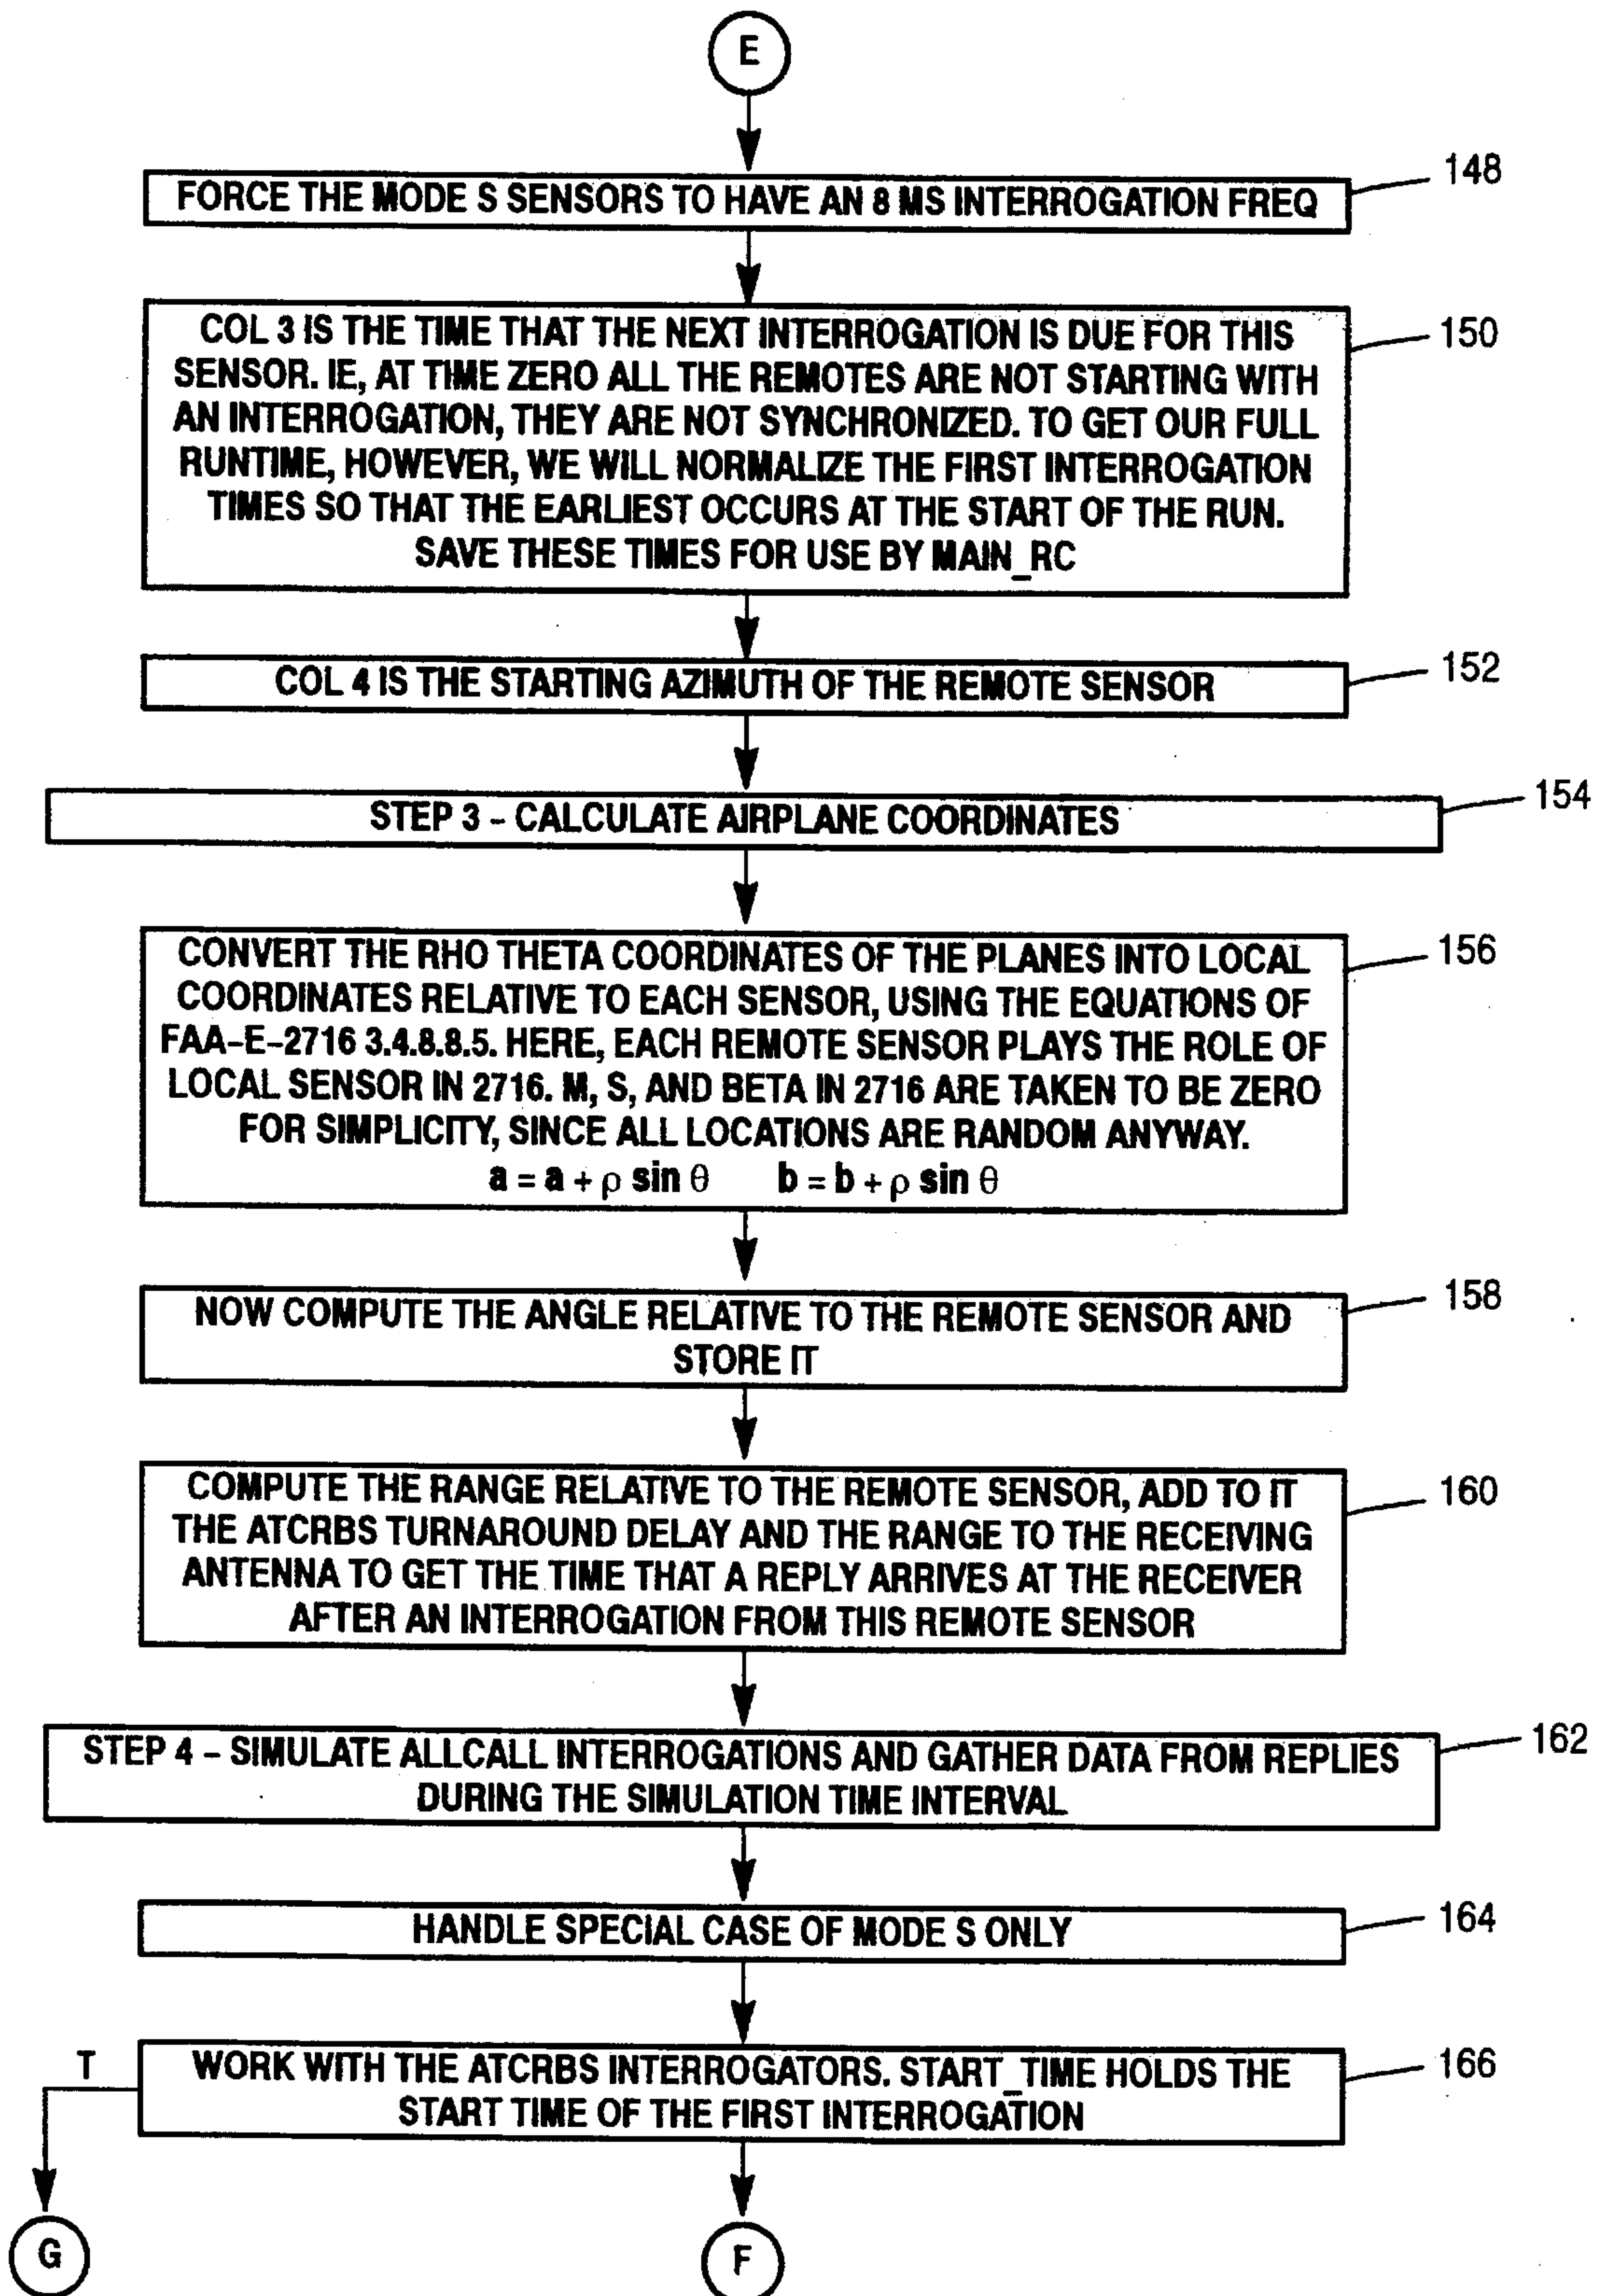 E
148
FORCE THE MODE S SENSORS TO HAVE AN 8 MS INTERROGATION FREQ
150
COL 3 IS THE TIME THAT THE NEXT INTERROGATION IS DUE FOR THIS
SENSOR. IE, AT TIME ZERO ALL THE REMOTES ARE NOT STARTING WITH
AN INTERROGATION, THEY ARE NOT SYNCHRONIZED. TO GET OUR FULL
RUNTIME, HOWEVER, WE WILL NORMALIZE THE FIRST INTERROGATION
TIMES SO THAT THE EARLIEST OCCURS AT THE START OF THE RUN.
SAVE THESE TIMES FOR USE BY MAIN_RC
152
COL 4 IS THE STARTING AZIMUTH OF THE REMOTE SENSOR
154
STEP 3 - CALCULATE AIRPLANE COORDINATES
156
CONVERT THE RHO THETA COORDINATES OF THE PLANES INTO LOCAL
COORDINATES RELATIVE TO EACH SENSOR, USING THE EQUATIONS OF
FAA-E-2716 3.4.8.8.5. HERE, EACH REMOTE SENSOR PLAYS THE ROLE OF
LOCAL SENSOR IN 2716. M, S, AND BETA IN 2716 ARE TAKEN TO BE ZERO
FOR SIMPLICITY, SINCE ALL LOCATIONS ARE RANDOM ANYWAY.
a = a + ρ sin θ b = b + ρ sin θ
158
NOW COMPUTE THE ANGLE RELATIVE TO THE REMOTE SENSOR AND
STORE IT
160
COMPUTE THE RANGE RELATIVE TO THE REMOTE SENSOR, ADD TO IT
THE ATCRBS TURNAROUND DELAY AND THE RANGE TO THE RECEIVING
ANTENNA TO GET THE TIME THAT A REPLY ARRIVES AT THE RECEIVER
AFTER AN INTERROGATION FROM THIS REMOTE SENSOR
162
STEP 4 - SIMULATE ALLCALL INTERROGATIONS AND GATHER DATA FROM REPLIES
DURING THE SIMULATION TIME INTERVAL
164
HANDLE SPECIAL CASE OF MODE S ONLY
166
T
WORK WITH THE ATCRBS INTERROGATORS. START_TIME HOLDS THE
START TIME OF THE FIRST INTERROGATION
G
F